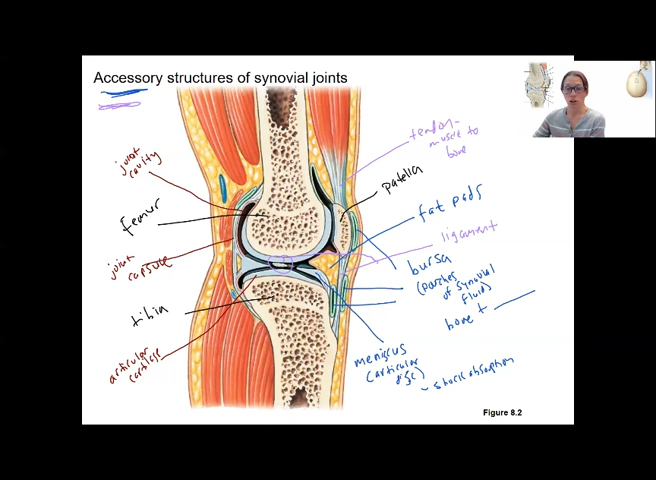 Accessory structures of synovial joints
joint
cavity
femur
joint
capsule
tibia
articular
cartilage
tendon-
muscle to
bone
patella
fat pads
ligament
bursa
(pouches
of synovial
fluid)
bone +
meniscus
(articular
disc)
shock absorption
Figure 8.2